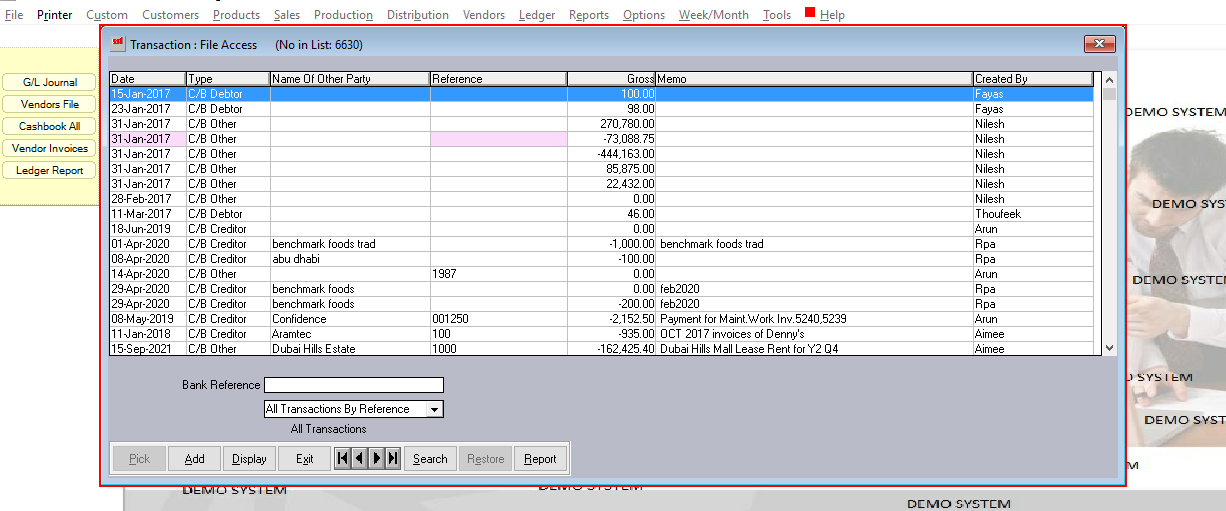 File Printer Custom Customers Products Sales Production Distribution Vendors Ledger Reports Options Week/Month Tools Help
Transaction : File Access (No in List: 6630)
G/L Journal
Vendors File
Cashbook All
Vendor Invoices
Ledger Report
Date Type Name Of Other Party Reference Gross Memo Created By
15-Jan-2017 C/B Debtor 100.00 Fayas
23-Jan-2017 C/B Debtor 98.00 Fayas
31-Jan-2017 C/B Other 270,780.00 Nilesh
31-Jan-2017 C/B Other -73,088.75 Nilesh
31-Jan-2017 C/B Other -444,163.00 Nilesh
31-Jan-2017 C/B Other 85,875.00 Nilesh
31-Jan-2017 C/B Other 22,432.00 Nilesh
28-Feb-2017 C/B Other 0.00 Nilesh
11-Mar-2017 C/B Debtor 46.00 Thoufeek
18-Jun-2019 C/B Creditor 0.00 Arun
01-Apr-2020 C/B Creditor benchmark foods trad -1,000.00 benchmark foods trad Rpa
08-Apr-2020 C/B Creditor abu dhabi -100.00 Rpa
14-Apr-2020 C/B Other 1987 0.00 Arun
29-Apr-2020 C/B Creditor benchmark foods 0.00 feb2020 Rpa
29-Apr-2020 C/B Creditor benchmark foods -200.00 feb2020 Rpa
08-May-2019 C/B Creditor Confidence 001250 -2,152.50 Payment for Maint.Work Inv.5240,5239 Arun
11-Jan-2018 C/B Creditor Aramtec 100 -935.00 OCT 2017 invoices of Denny's Aimee
15-Sep-2021 C/B Other Dubai Hills Estate 1000 -162,425.40 Dubai Hills Mall Lease Rent for Y2 Q4 Aimee
Bank Reference
All Transactions By Reference
All Transactions
Pick Add Display Exit Search Restore Report
DEMO SYSTEM
DEMO SYS
DEMO SYSTEM
O SYSTEM
DEMO SYSTEM
M
DEMO SYSTEM
DEMO SYSTEM
DEMO SYSTEM